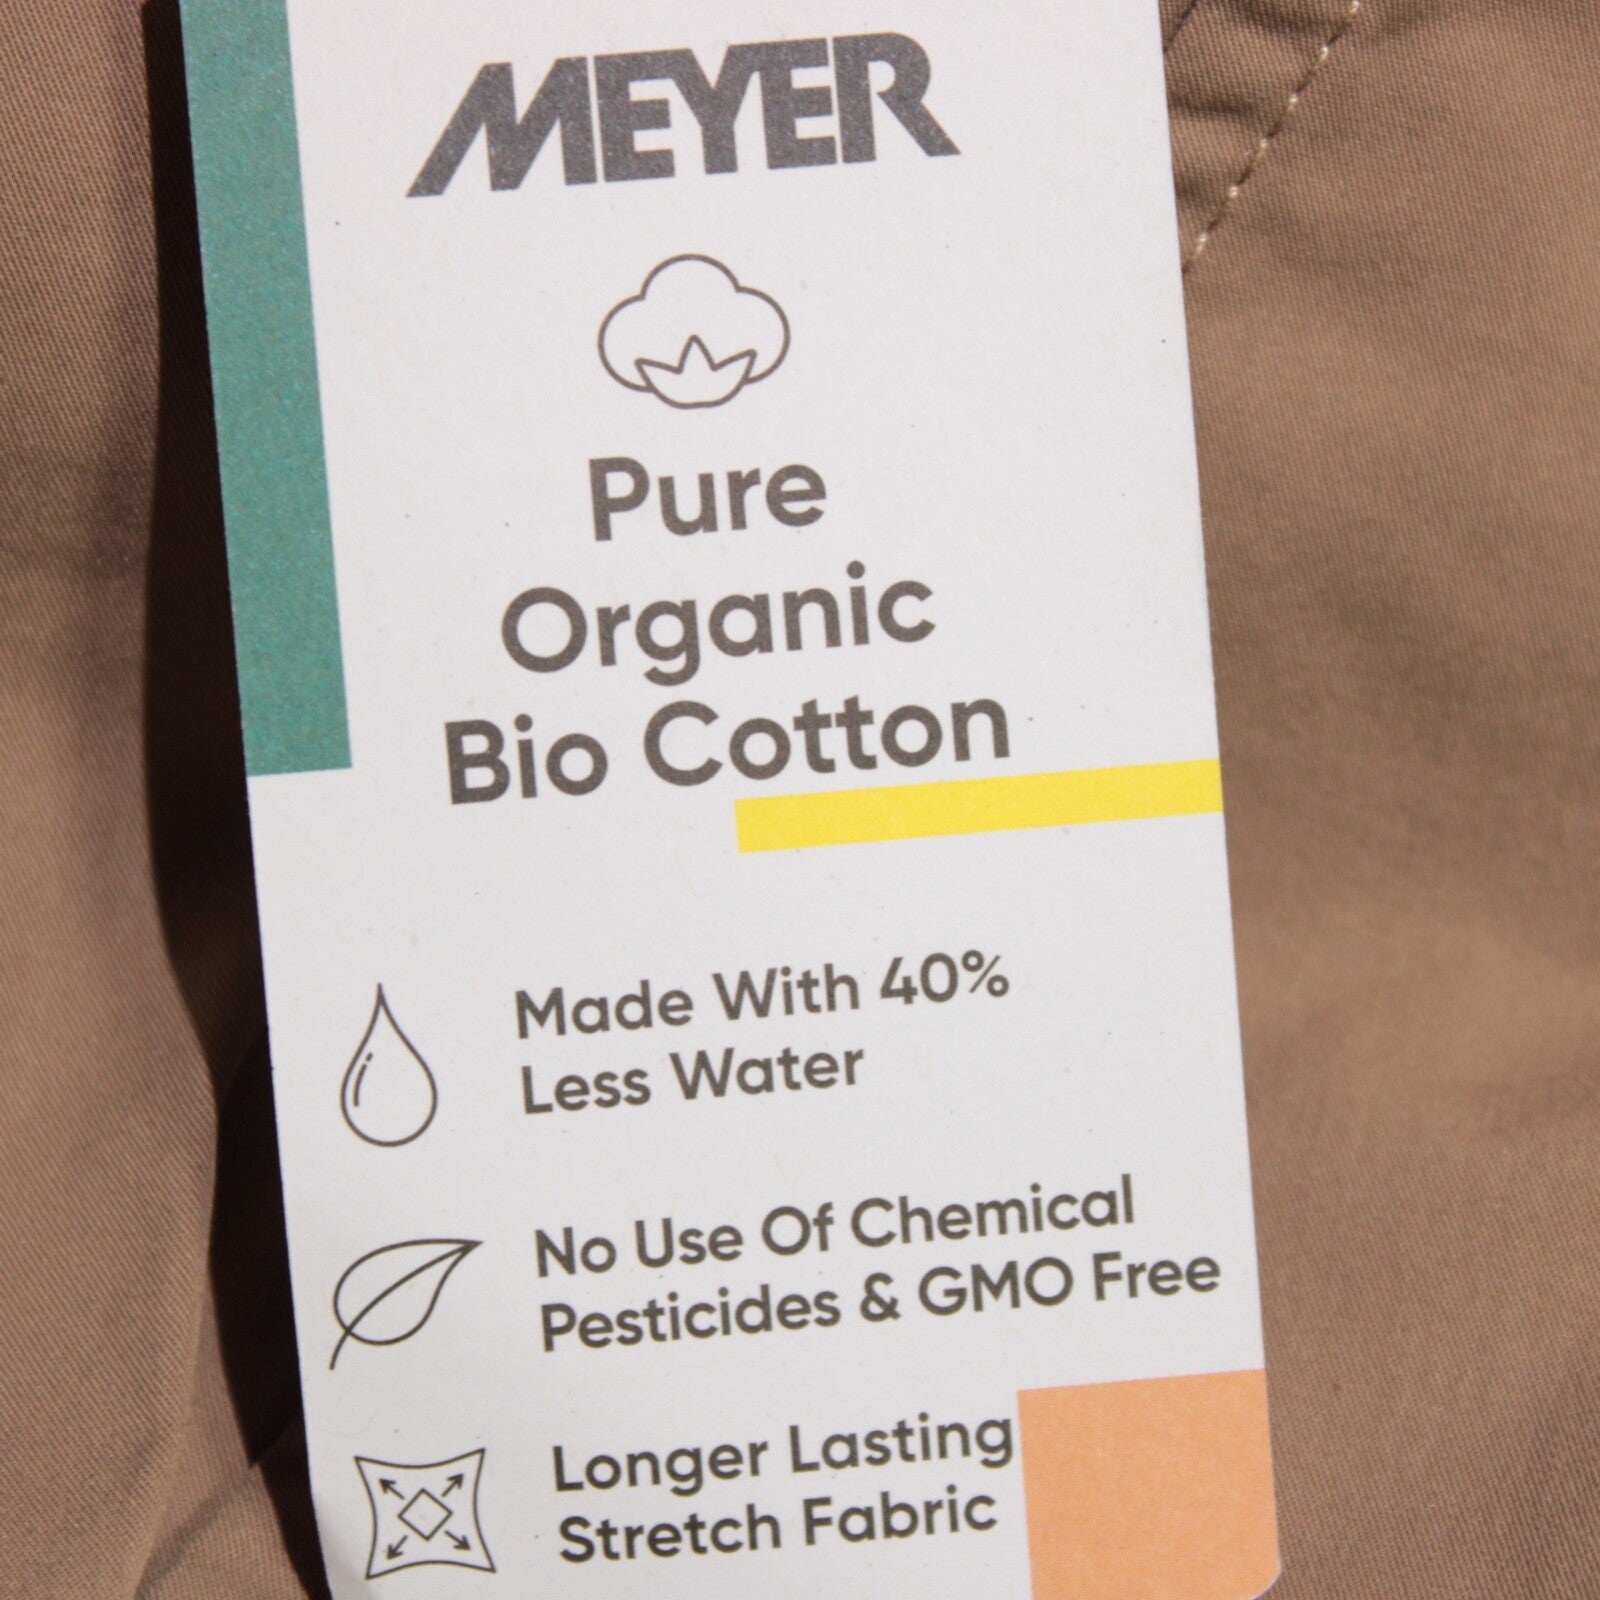 MEYER
Pure
Organic
Bio Cotton
Made With 40%
Less Water
No Use Of Chemical
Pesticides & GMO Free
Longer Lasting
Stretch Fabric